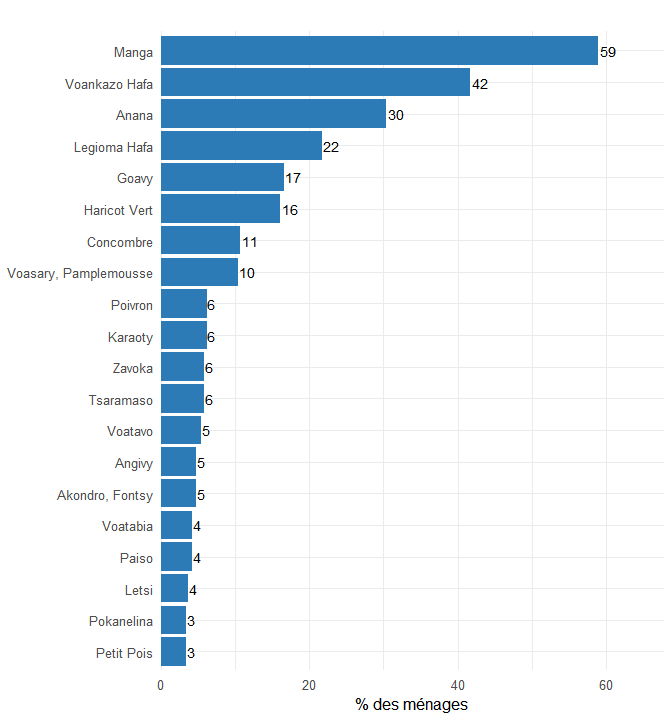 Manga 59
Voankazo Hafa 42
Anana 30
Legioma Hafa 22
Goavy 17
Haricot Vert 16
Concombre 11
Voasary, Pamplemousse 10
Poivron 6
Karaoty 6
Zavoka 6
Tsaramaso 6
Voatavo 5
Angivy 5
Akondro, Fontsy 5
Voatabia 4
Paiso 4
Letsi 4
Pokanelina 3
Petit Pois 3
0 20 40 60
% des ménages